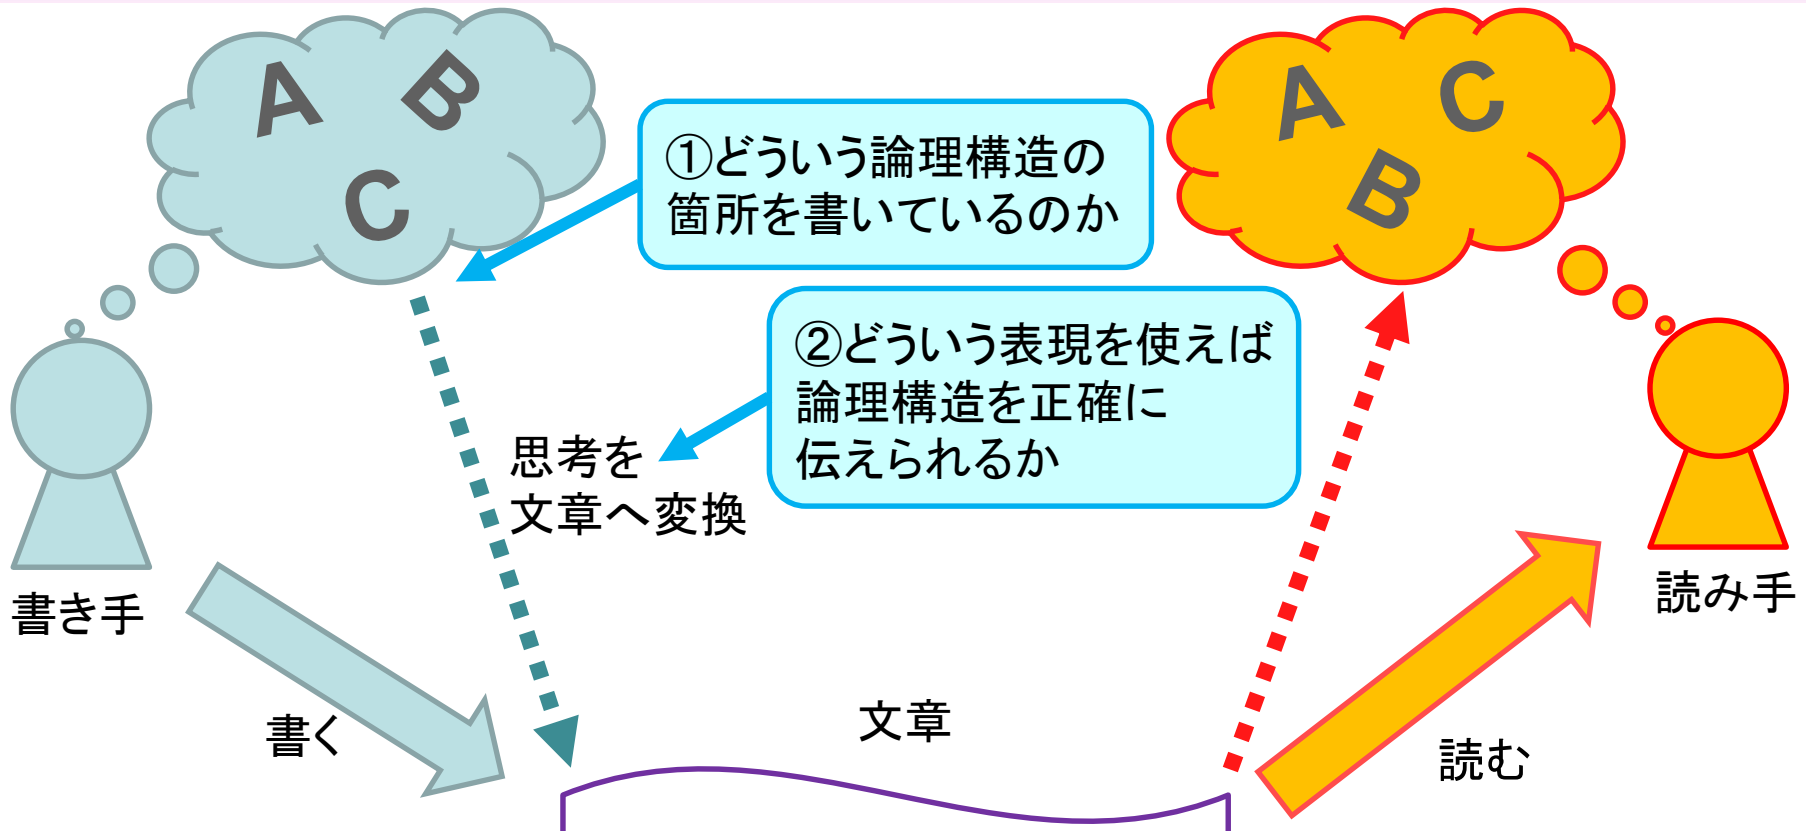 A B
C
①どういう論理構造の
箇所を書いているのか
A C
B
②どういう表現を使えば
論理構造を正確に
伝えられるか
思考を
文章へ変換
書き手
読み手
書く
文章
読む